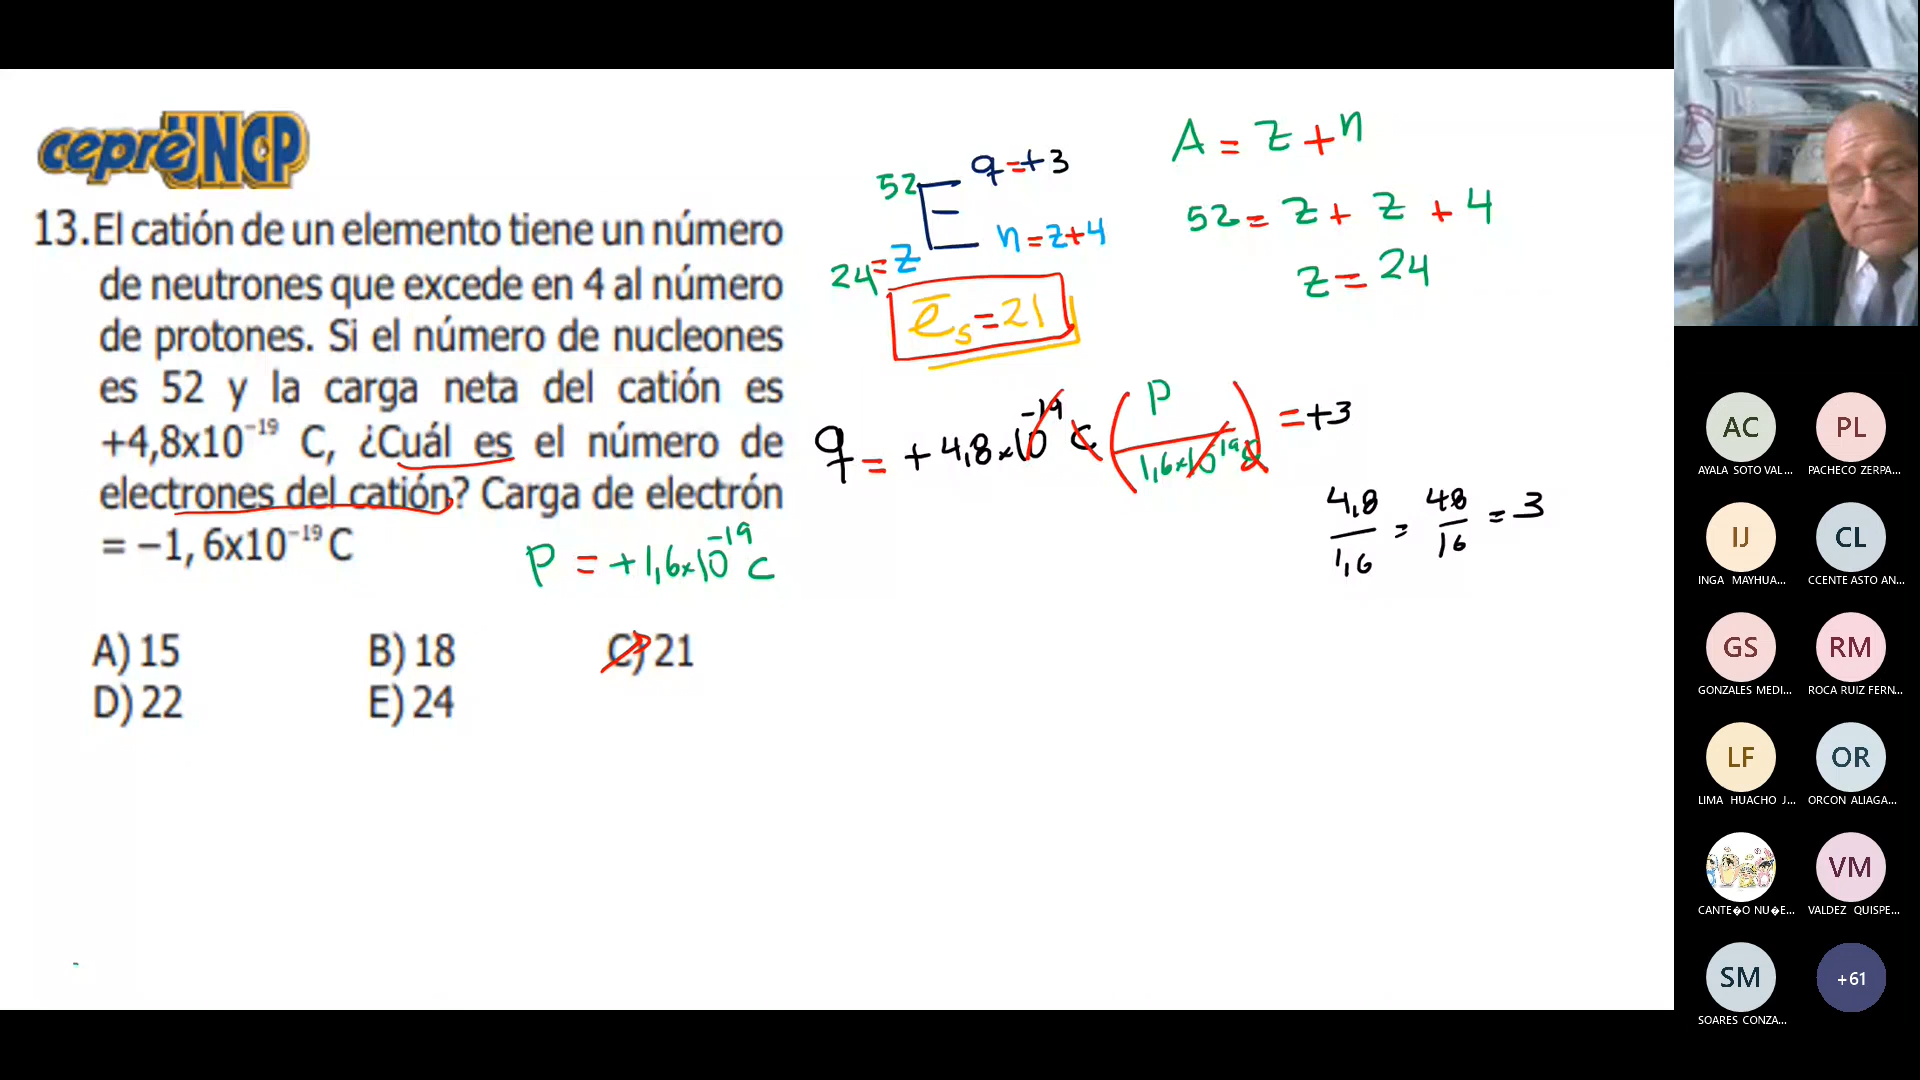 cepreUNCP
13. El catión de un elemento tiene un número
de neutrones que excede en 4 al número
de protones. Si el número de nucleones
es 52 y la carga neta del catión es
+4,8x10⁻¹⁹ C, ¿Cuál es el número de
electrones del catión? Carga de electrón
= −1, 6x10⁻¹⁹ C
P = +1,6x10⁻¹⁹ C
A) 15 B) 18 C) 21
D) 22 E) 24
52 E q=+3
24=Z n=Z+4
ēs=21
A = Z + n
52 = Z + Z + 4
Z = 24
q = +4,8x10⁻¹⁹ C (P / 1,6x10⁻¹⁹ C) = +3
4,8/1,6 = 48/16 = 3
AC PL
AYALA SOTO VAL... PACHECO ZERPA...
IJ CL
INGA MAYHUA... CCENTE ASTO AN...
GS RM
GONZALES MEDI... ROCA RUIZ FERN...
LF OR
LIMA HUACHO J... ORCON ALIAGA...
VM
CANTE�O NU�E... VALDEZ QUISPE...
SM +61
SOARES CONZA...